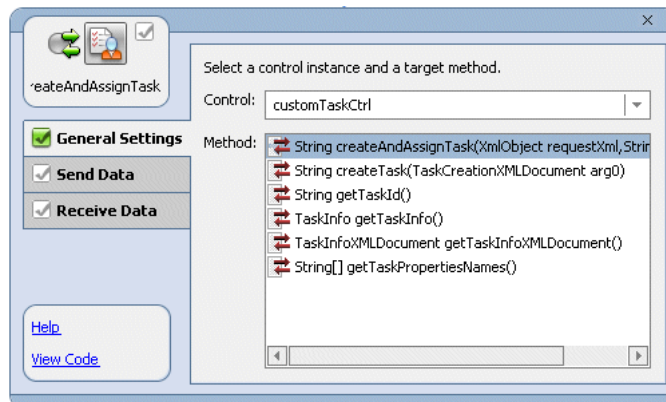 Select a control instance and a target method.
reateAndAssignTask
Control: customTaskCtrl
General Settings
Send Data
Receive Data
Method: String createAndAssignTask(XmlObject requestXml,Strin
String createTask(TaskCreationXMLDocument arg0)
String getTaskId()
TaskInfo getTaskInfo()
TaskInfoXMLDocument getTaskInfoXMLDocument()
String[] getTaskPropertiesNames()
Help
View Code